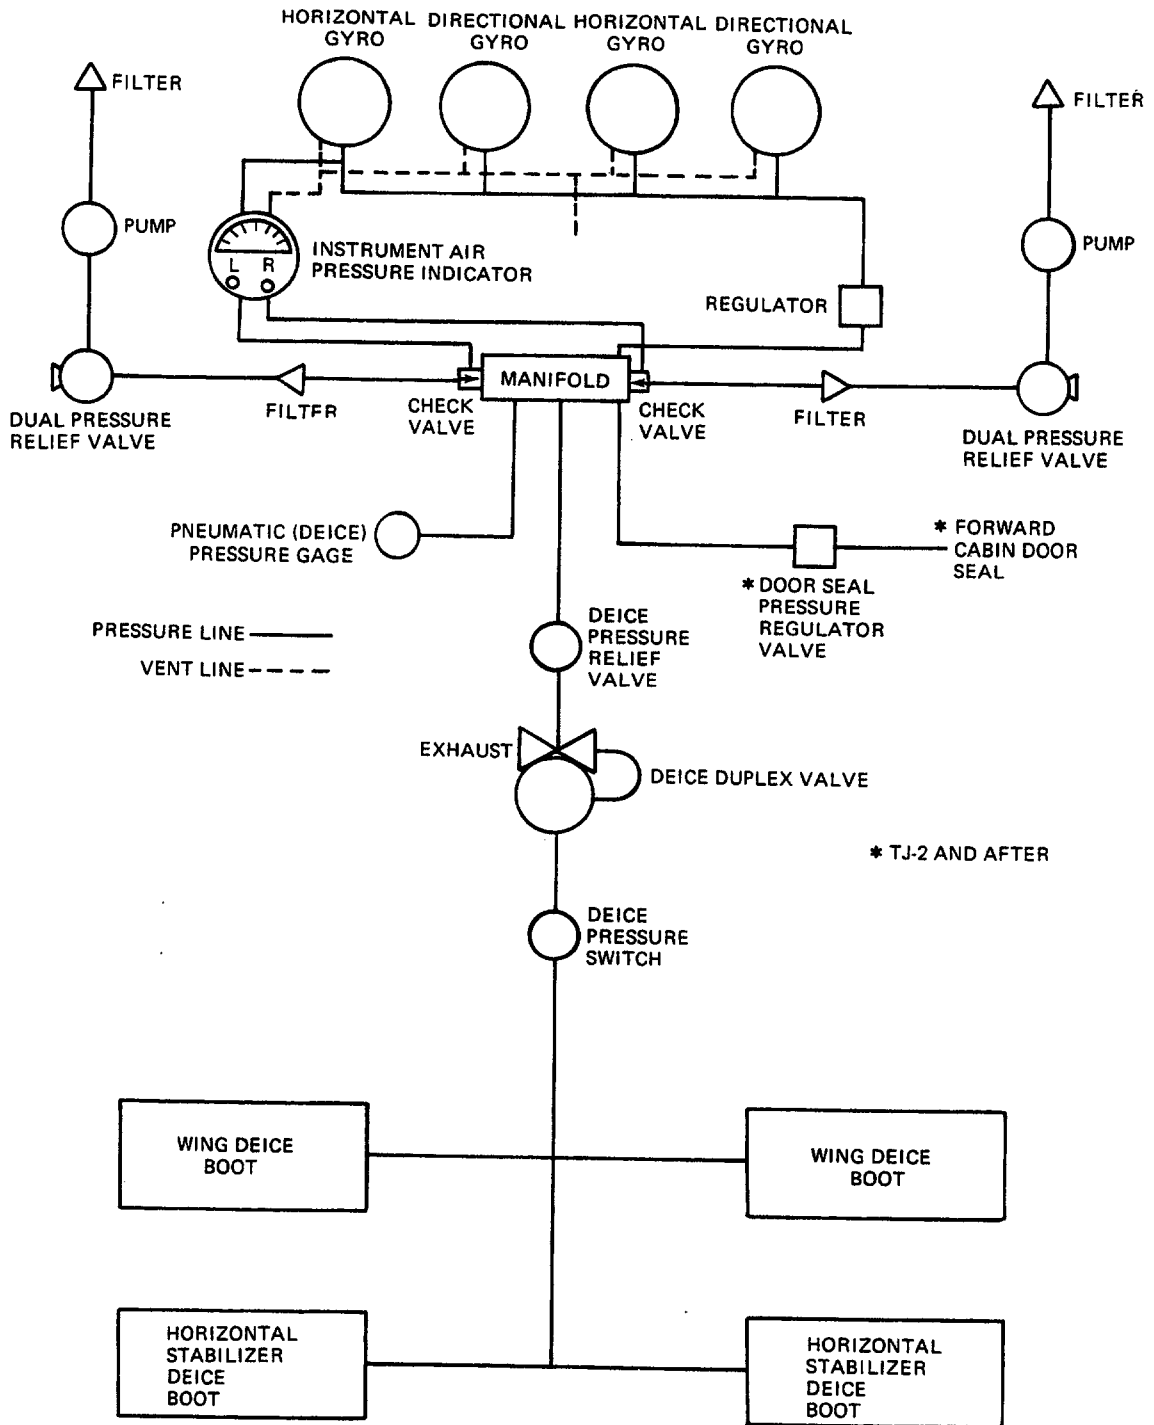 HORIZONTAL DIRECTIONAL HORIZONTAL DIRECTIONAL
GYRO GYRO GYRO GYRO
FILTER
FILTER
PUMP
PUMP
L R
INSTRUMENT AIR
PRESSURE INDICATOR
REGULATOR
MANIFOLD
DUAL PRESSURE
RELIEF VALVE
FILTER
CHECK
VALVE
CHECK
VALVE
FILTER
DUAL PRESSURE
RELIEF VALVE
PNEUMATIC (DEICE)
PRESSURE GAGE
* FORWARD
CABIN DOOR
SEAL
* DOOR SEAL
PRESSURE
REGULATOR
VALVE
DEICE
PRESSURE
RELIEF
VALVE
PRESSURE LINE
VENT LINE
EXHAUST
DEICE DUPLEX VALVE
* TJ-2 AND AFTER
DEICE
PRESSURE
SWITCH
WING DEICE
BOOT
WING DEICE
BOOT
HORIZONTAL
STABILIZER
DEICE
BOOT
HORIZONTAL
STABILIZER
DEICE
BOOT